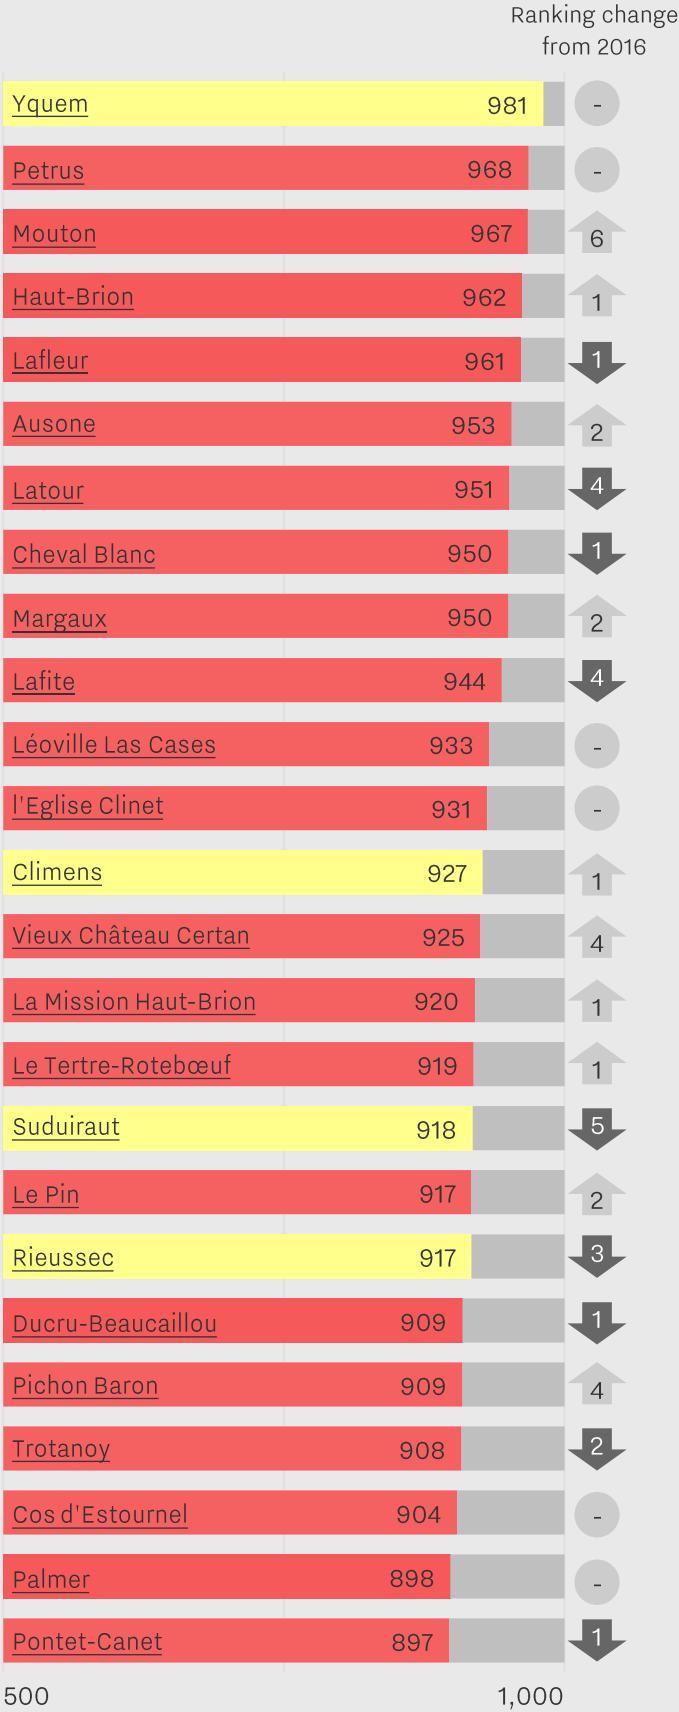 Ranking change
from 2016
Yquem 981 -
Petrus 968 -
Mouton 967 6
Haut-Brion 962 1
Lafleur 961 1
Ausone 953 2
Latour 951 4
Cheval Blanc 950 1
Margaux 950 2
Lafite 944 4
Léoville Las Cases 933 -
l'Eglise Clinet 931 -
Climens 927 1
Vieux Château Certan 925 4
La Mission Haut-Brion 920 1
Le Tertre-Rotebœuf 919 1
Suduiraut 918 5
Le Pin 917 2
Rieussec 917 3
Ducru-Beaucaillou 909 1
Pichon Baron 909 4
Trotanoy 908 2
Cos d'Estournel 904 -
Palmer 898 -
Pontet-Canet 897 1
500 1,000